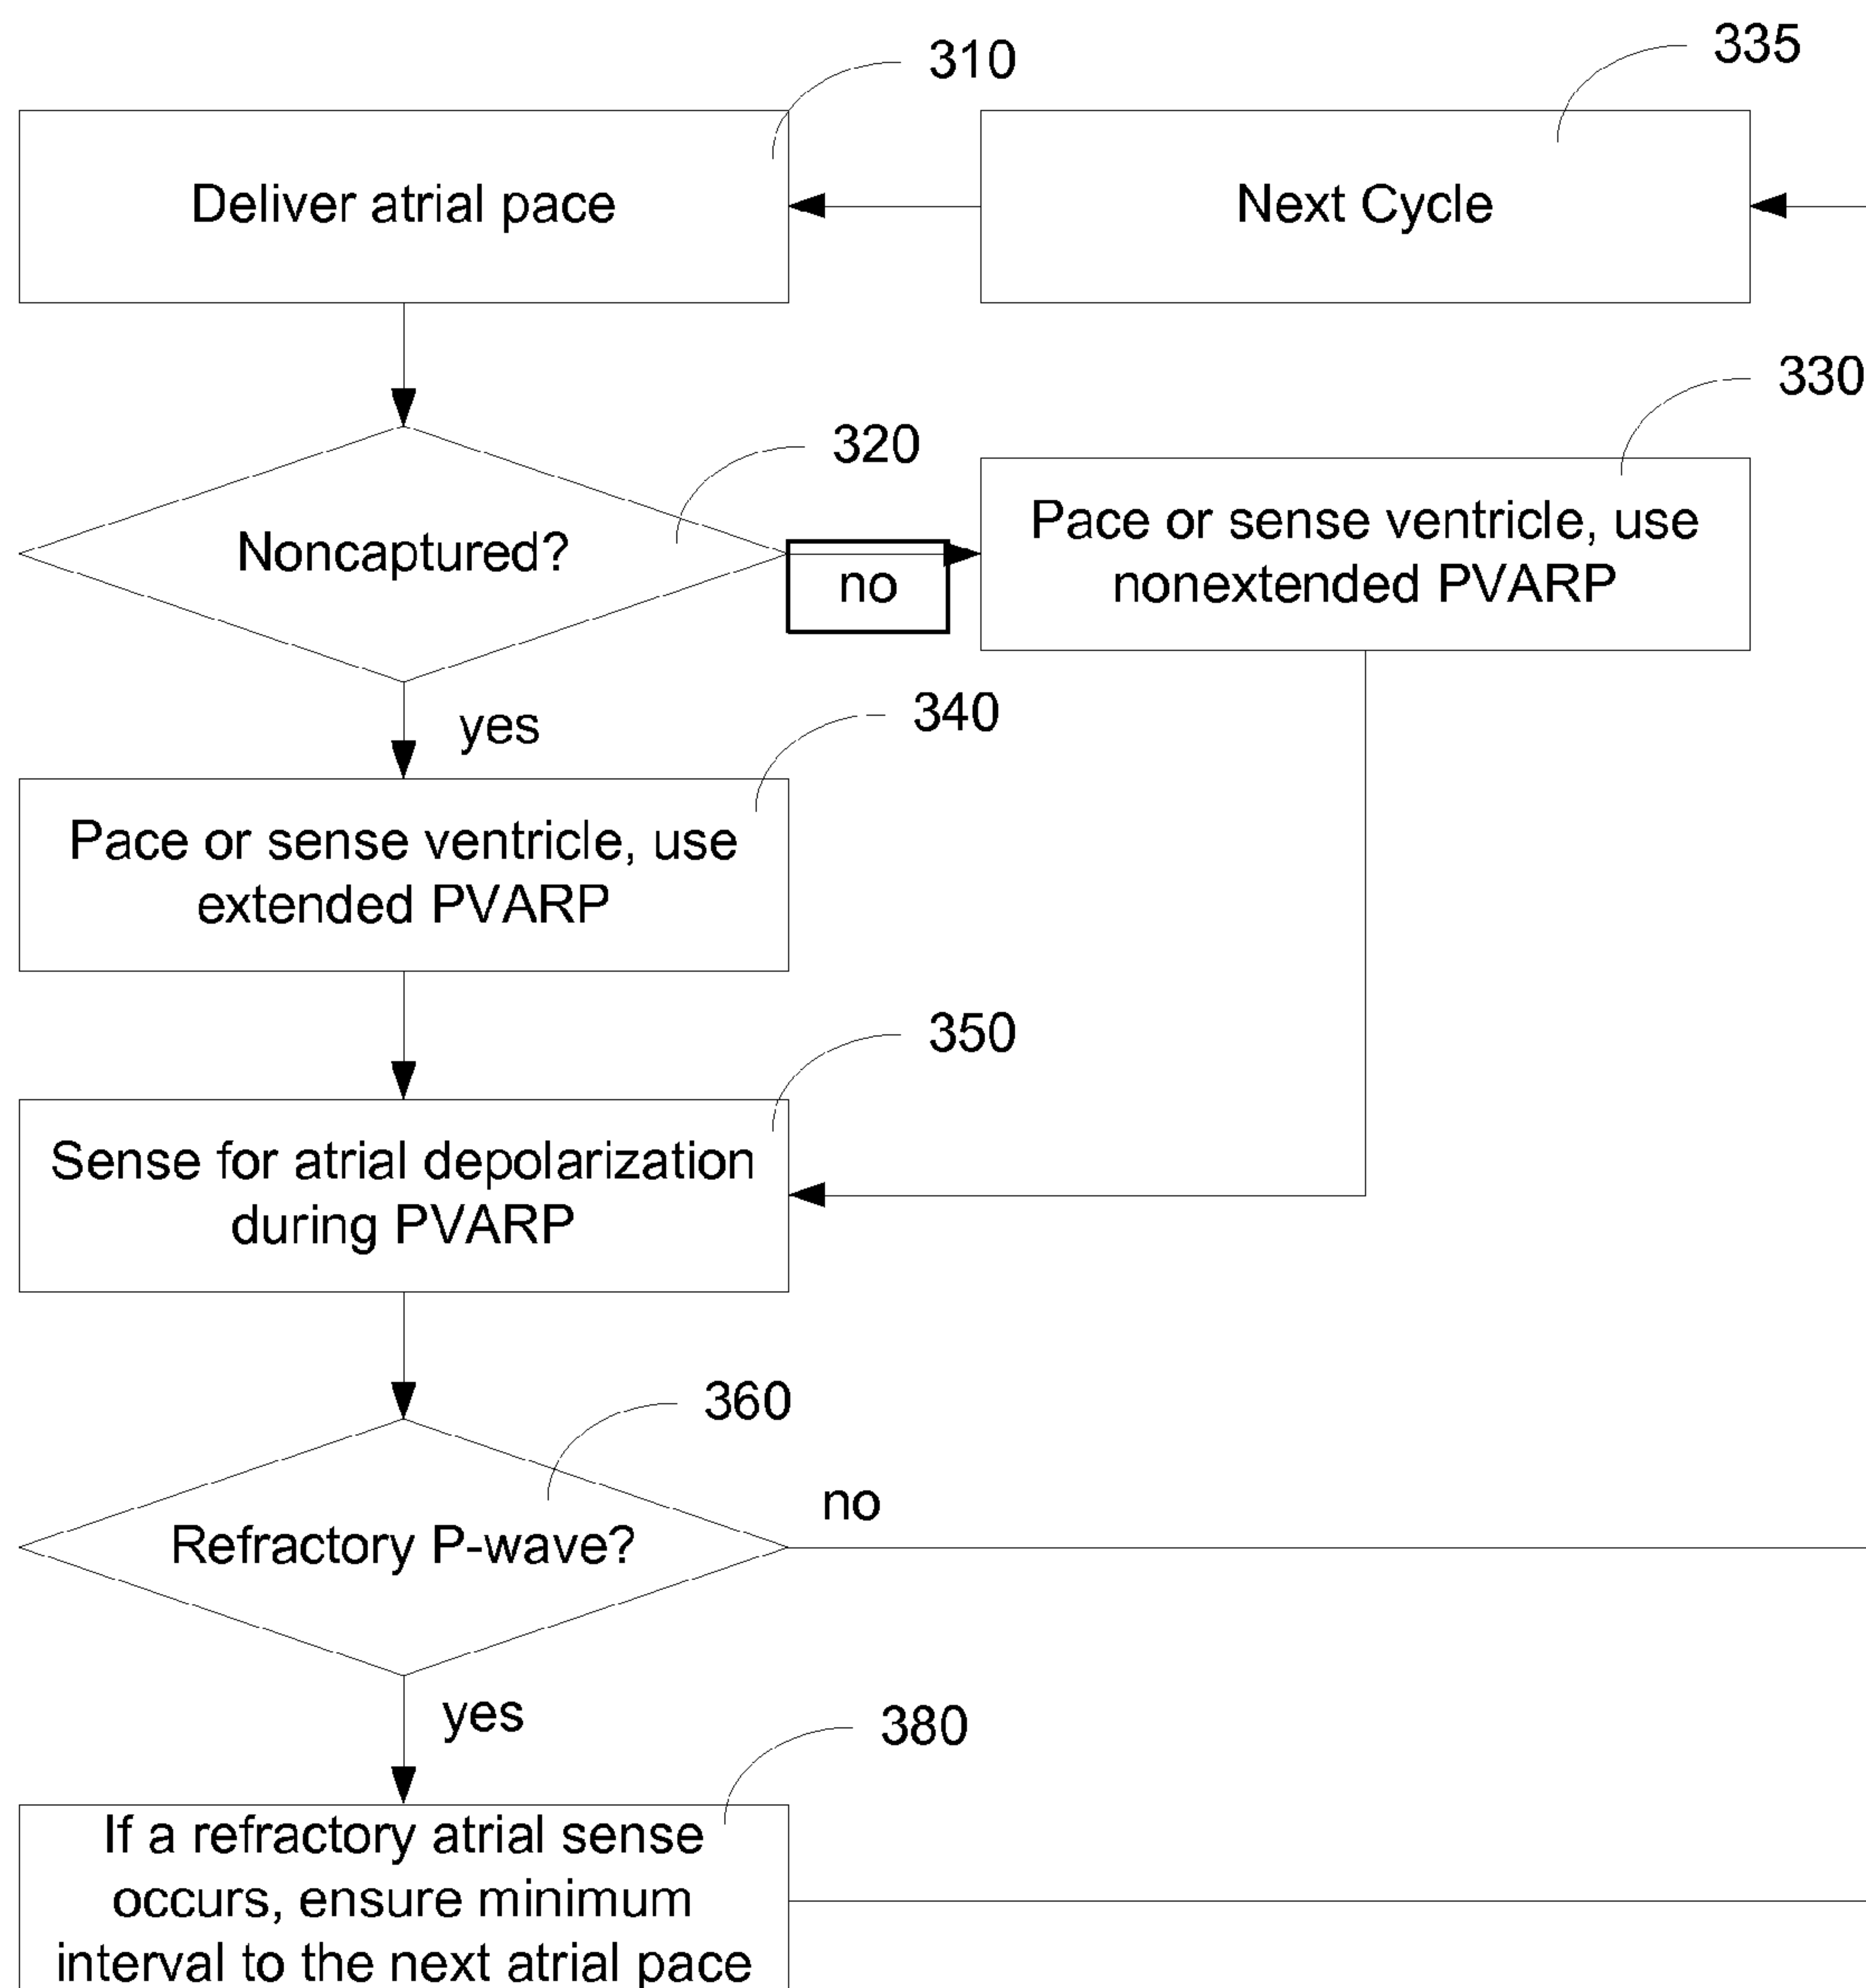 310
335
Deliver atrial pace
Next Cycle
330
320
Noncaptured?
no
Pace or sense ventricle, use
nonextended PVARP
yes
340
Pace or sense ventricle, use
extended PVARP
350
Sense for atrial depolarization
during PVARP
360
Refractory P-wave?
no
yes
380
If a refractory atrial sense
occurs, ensure minimum
interval to the next atrial pace